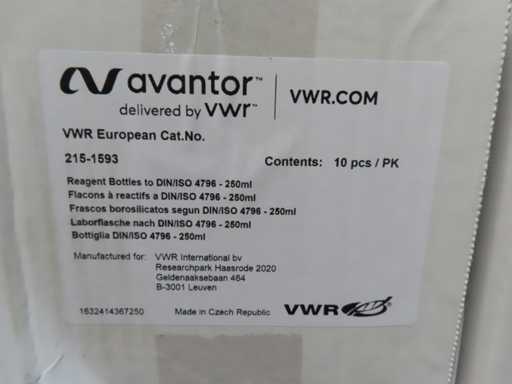 avantor™
delivered by vwr™
VWR.COM
VWR European Cat.No.
215-1593
Contents: 10 pcs / PK
Reagent Bottles to DIN/ISO 4796 - 250ml
Flacons à reactifs a DIN/ISO 4796 - 250ml
Frascos borosilicatos segun DIN/ISO 4796 - 250ml
Laborflasche nach DIN/ISO 4796 - 250ml
Bottiglia DIN/ISO 4796 - 250ml
Manufactured for: VWR International bv
Researchpark Haasrode 2020
Geldenaaksebaan 464
B-3001 Leuven
1632414367250
Made in Czech Republic
VWR